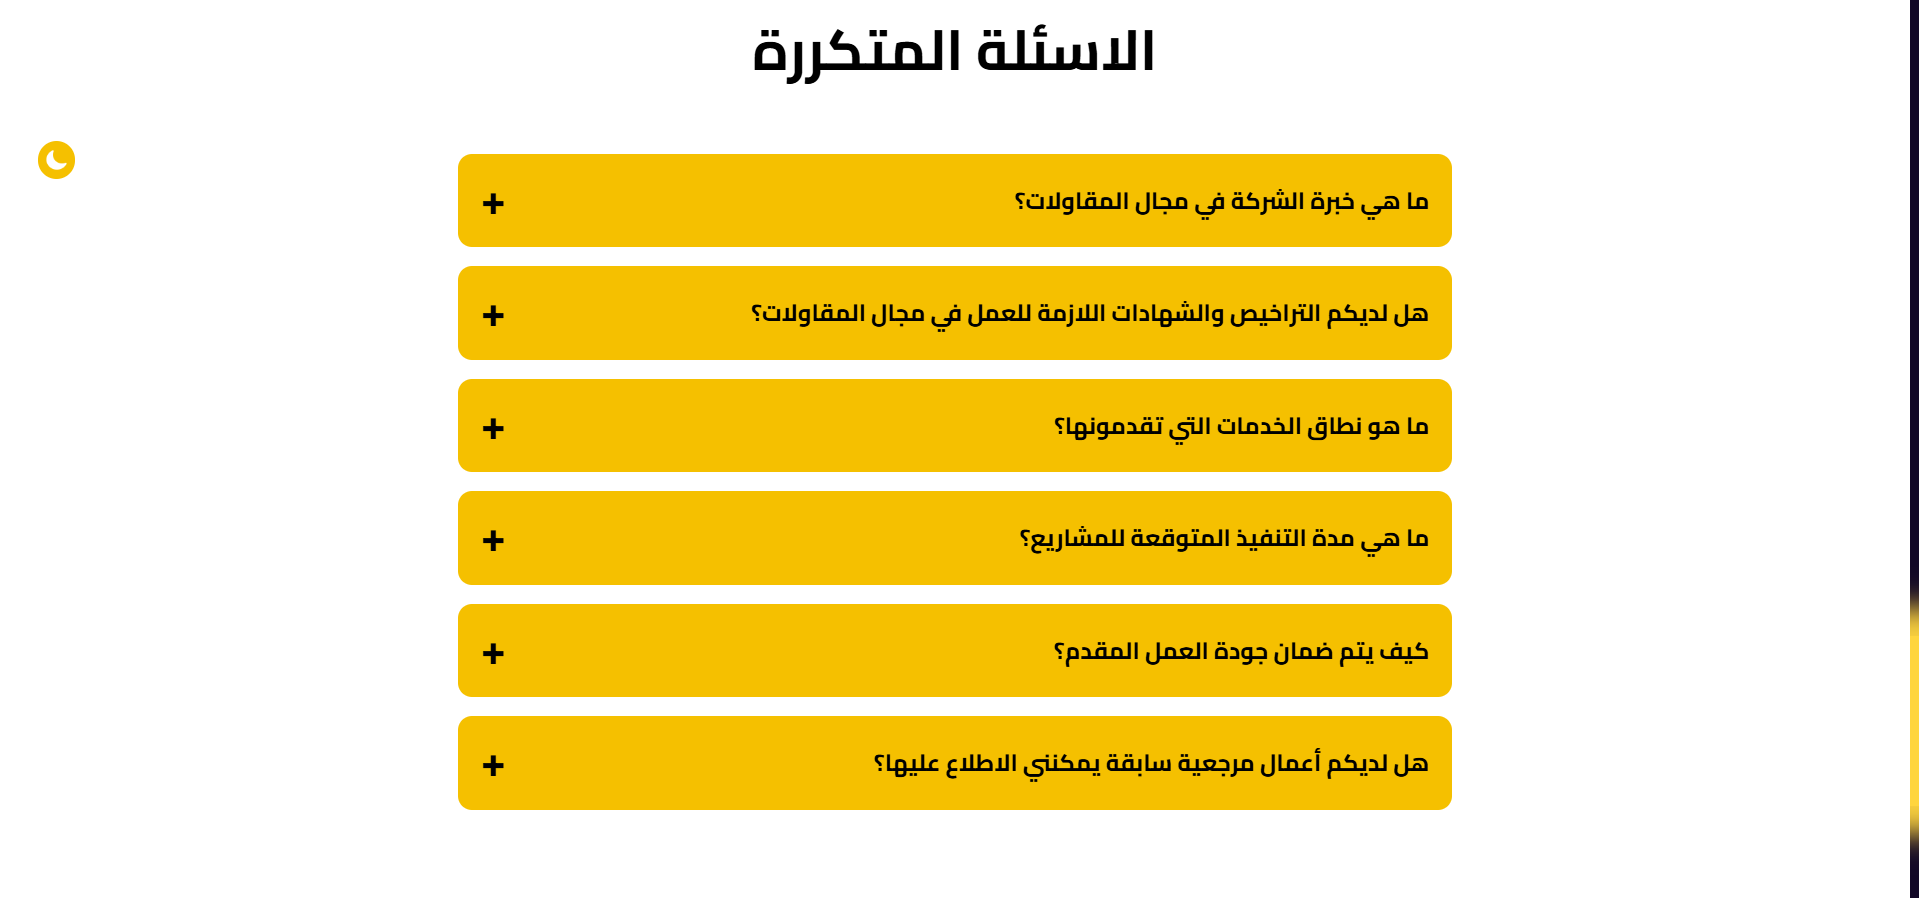 الاسئلة المتكررة
ما هي خبرة الشركة في مجال المقاولات؟
هل لديكم التراخيص والشهادات اللازمة للعمل في مجال المقاولات؟
ما هو نطاق الخدمات التي تقدمونها؟
ما هي مدة التنفيذ المتوقعة للمشاريع؟
كيف يتم ضمان جودة العمل المقدم؟
هل لديكم أعمال مرجعية سابقة يمكنني الاطلاع عليها؟